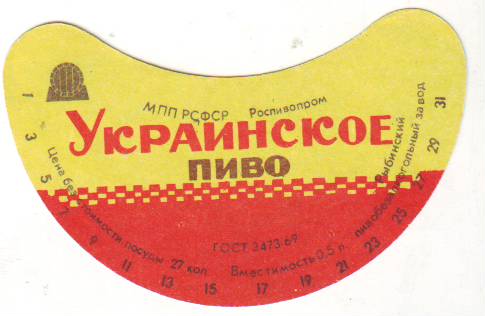 МПП РСФСР Роспивопром
УКРАИНСКОЕ
ПИВО
ГОСТ 3473-69
Цена без стоимости посуды 27 коп.
Вместимость 0,5 л.
Рыбинский
пивобезалкогольный завод
1 3 5 7 9 11 13 15 17 19 21 23 25 27 29 31